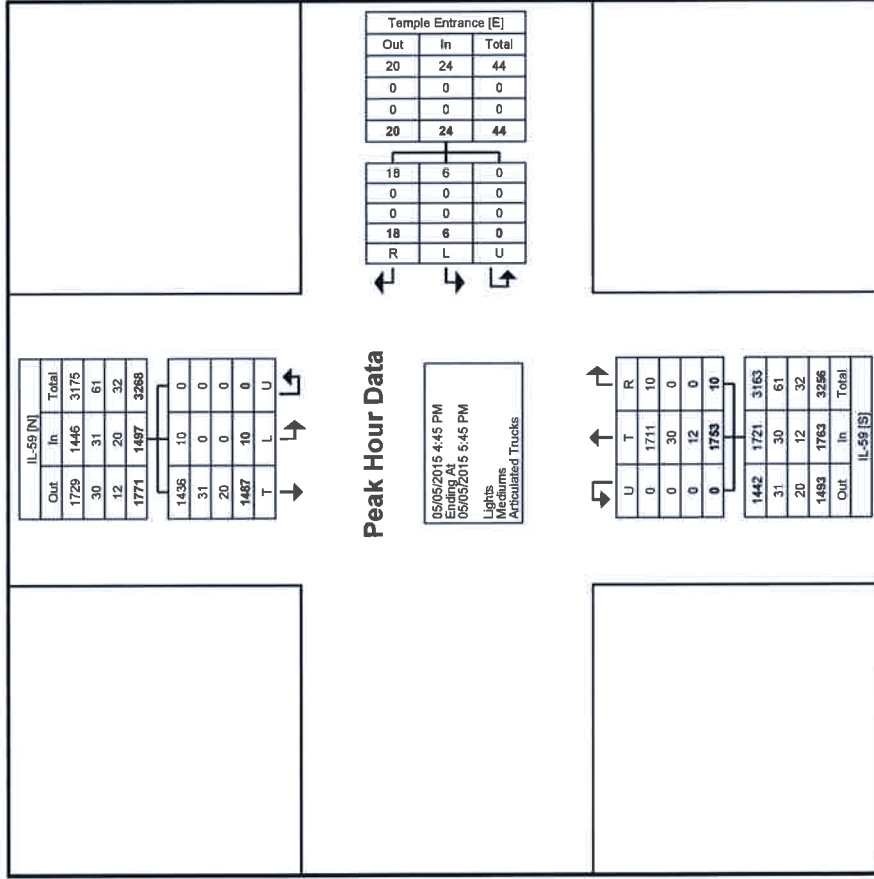 Temple Entrance [E]
Out In Total
20 24 44
0 0 0
0 0 0
20 24 44
18 6 0
0 0 0
0 0 0
18 6 0
R L U
IL-59 [N]
Out In Total
1729 1446 3175
30 31 61
12 20 32
1771 1497 3268
1436 10 0
31 0 0
20 0 0
1487 10 0
T L U
Peak Hour Data
05/05/2015 4:45 PM
Ending At
05/05/2015 5:45 PM
Lights
Mediums
Articulated Trucks
U T R
0 1711 10
0 30 0
0 12 0
0 1753 10
1442 1721 3163
31 30 61
20 12 32
1493 1763 3256
Out In Total
IL-59 [S]